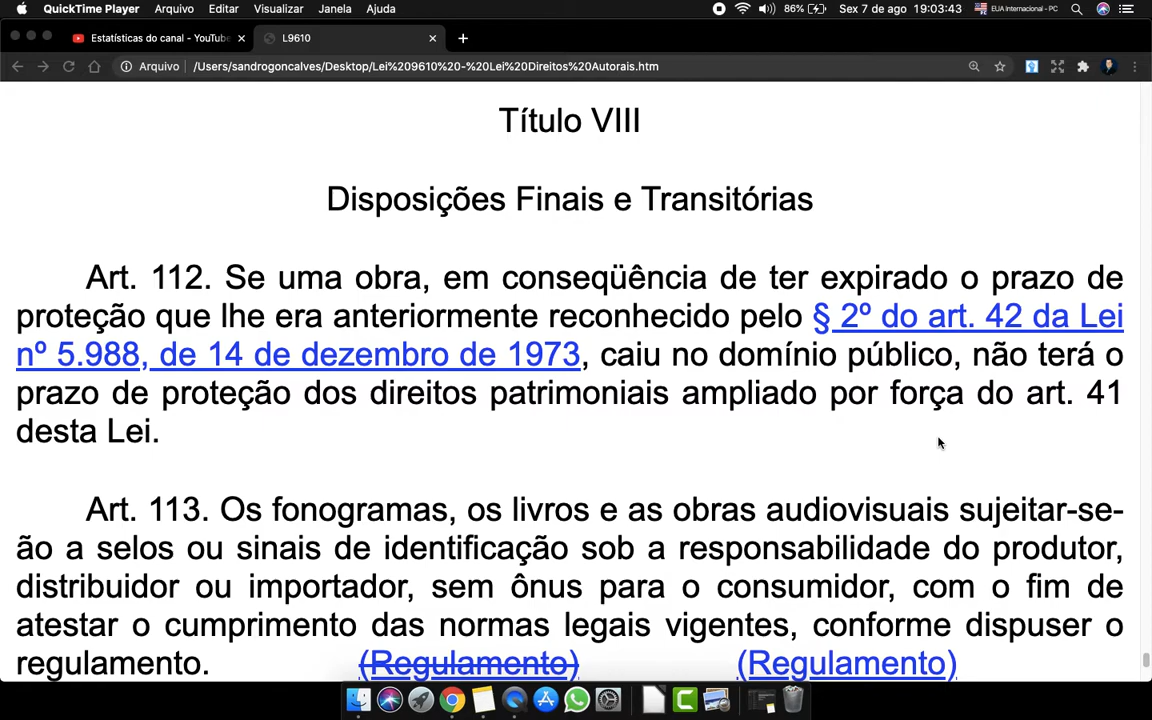 QuickTime Player Arquivo Editar Visualizar Janela Ajuda 86% Sex 7 de ago 19:03:43 EUA Internacional - PC
Estatísticas do canal - YouTube L9610
Arquivo /Users/sandrogoncalves/Desktop/Lei%209610%20-%20Lei%20Direitos%20Autorais.htm
Título VIII
Disposições Finais e Transitórias
Art. 112. Se uma obra, em conseqüência de ter expirado o prazo de
proteção que lhe era anteriormente reconhecido pelo § 2º do art. 42 da Lei
nº 5.988, de 14 de dezembro de 1973, caiu no domínio público, não terá o
prazo de proteção dos direitos patrimoniais ampliado por força do art. 41
desta Lei.
Art. 113. Os fonogramas, os livros e as obras audiovisuais sujeitar-se-
ão a selos ou sinais de identificação sob a responsabilidade do produtor,
distribuidor ou importador, sem ônus para o consumidor, com o fim de
atestar o cumprimento das normas legais vigentes, conforme dispuser o
regulamento. (Regulamento) (Regulamento)